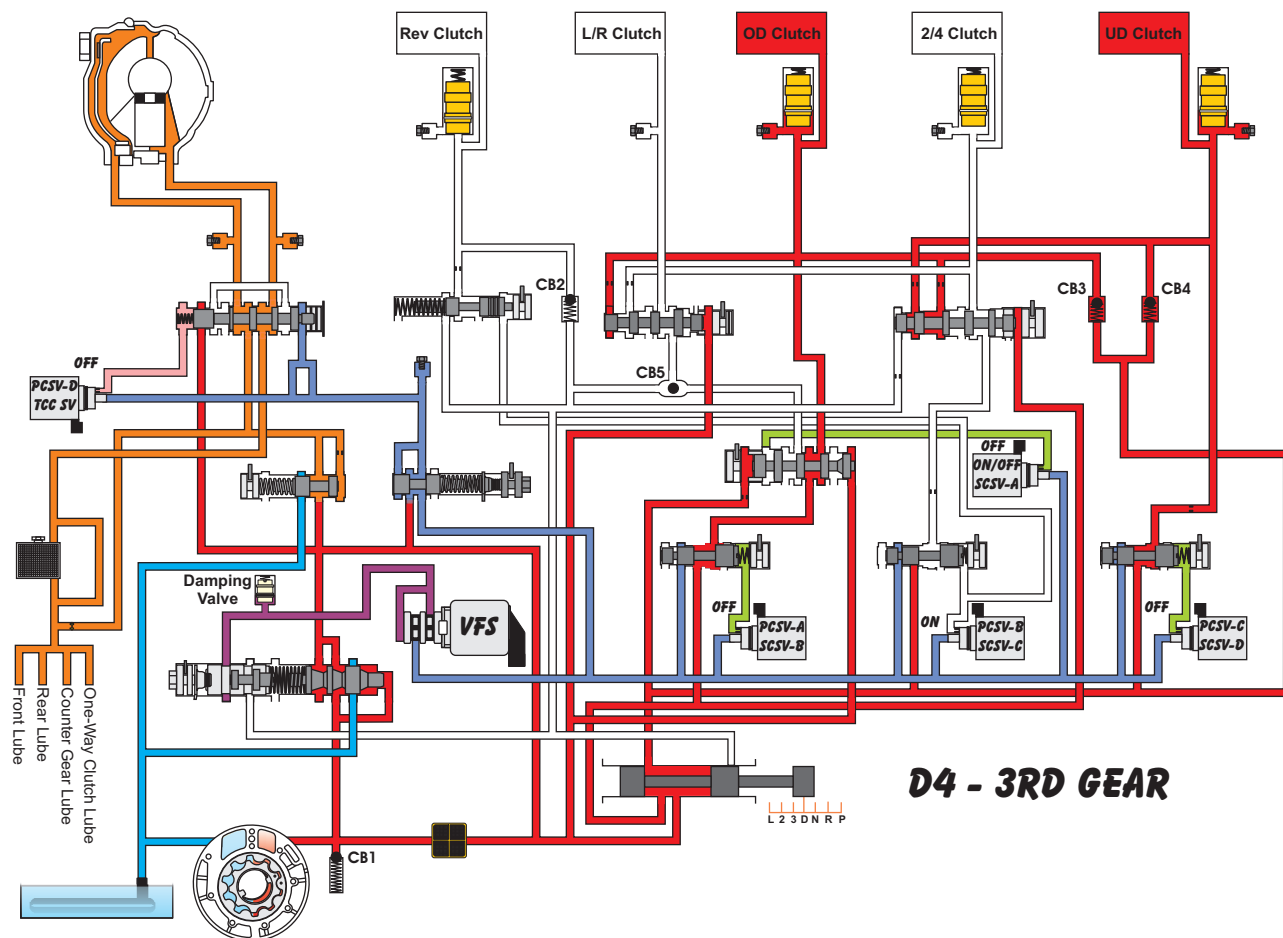 Rev Clutch
L/R Clutch
OD Clutch
2/4 Clutch
UD Clutch
CB2
CB3
CB4
OFF
PCSV-D
TCC SV
CB5
OFF
ON/OFF
SCSV-A
Damping
Valve
VFS
OFF
PCSV-A
SCSV-B
ON
PCSV-B
SCSV-C
OFF
PCSV-C
SCSV-D
Front Lube
Rear Lube
Counter Gear Lube
One-Way Clutch Lube
D4 - 3RD GEAR
L 2 3 D N R P
CB1